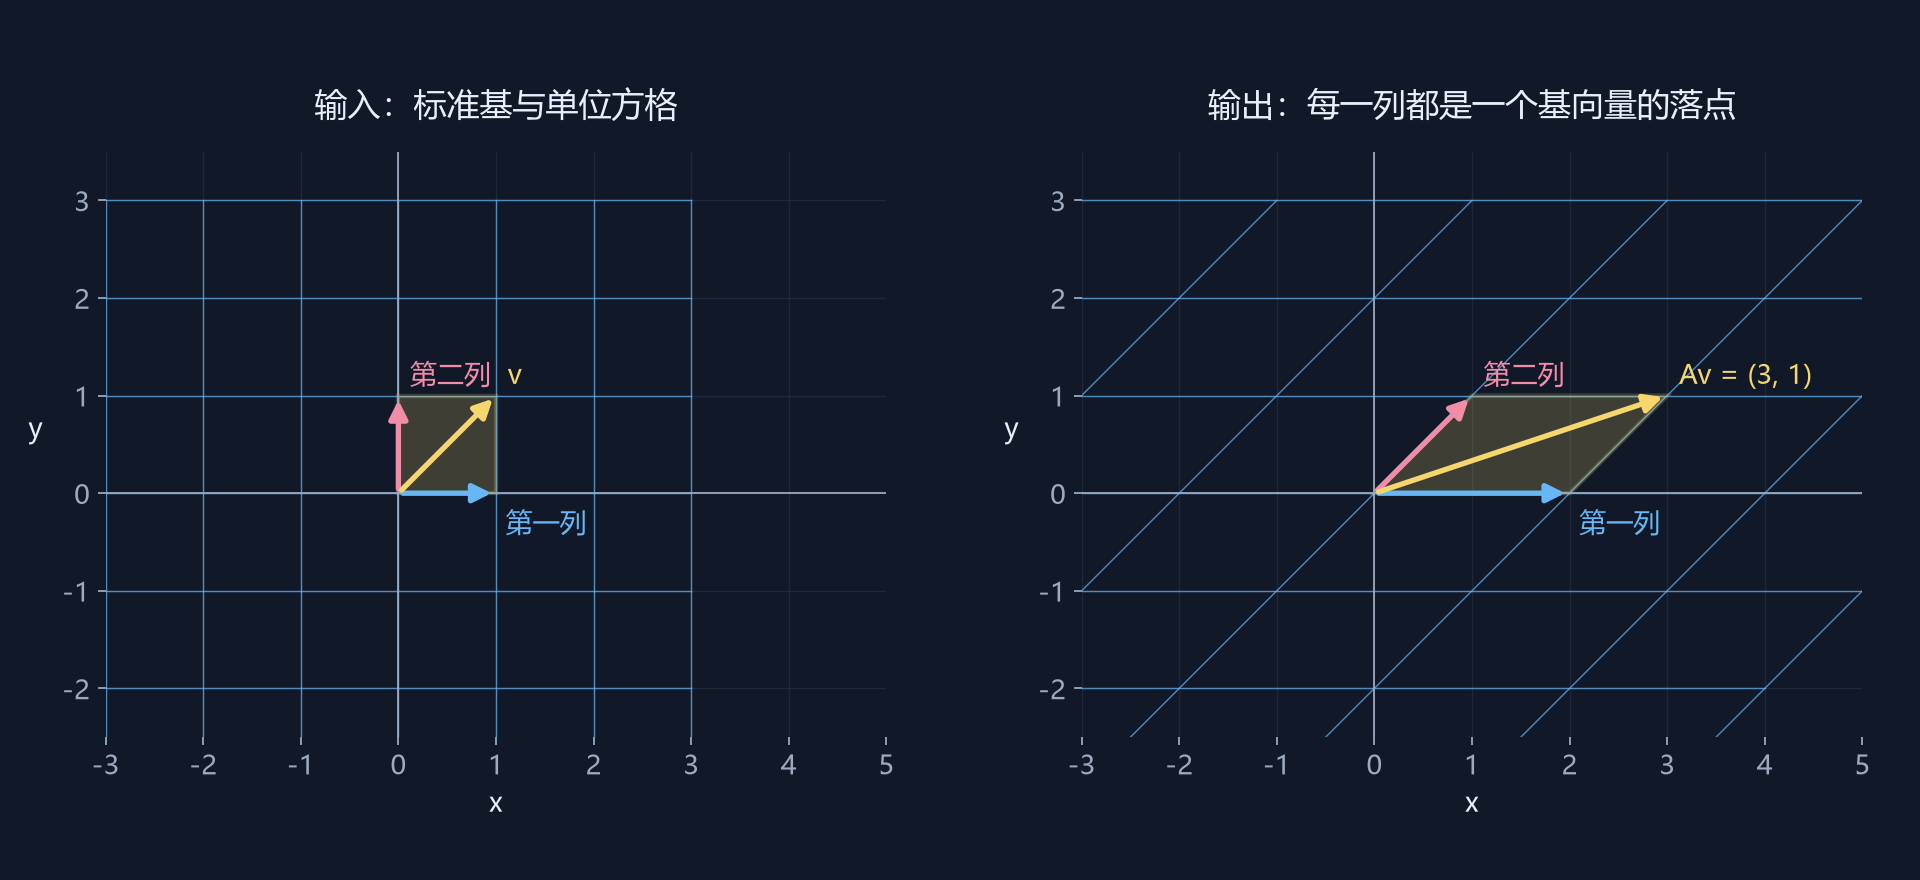 输入：标准基与单位方格
3
2
1
0
-1
-2
y
第二列 v
第一列
-3 -2 -1 0 1 2 3 4 5
x
输出：每一列都是一个基向量的落点
3
2
1
0
-1
-2
y
第二列
Av = (3, 1)
第一列
-3 -2 -1 0 1 2 3 4 5
x